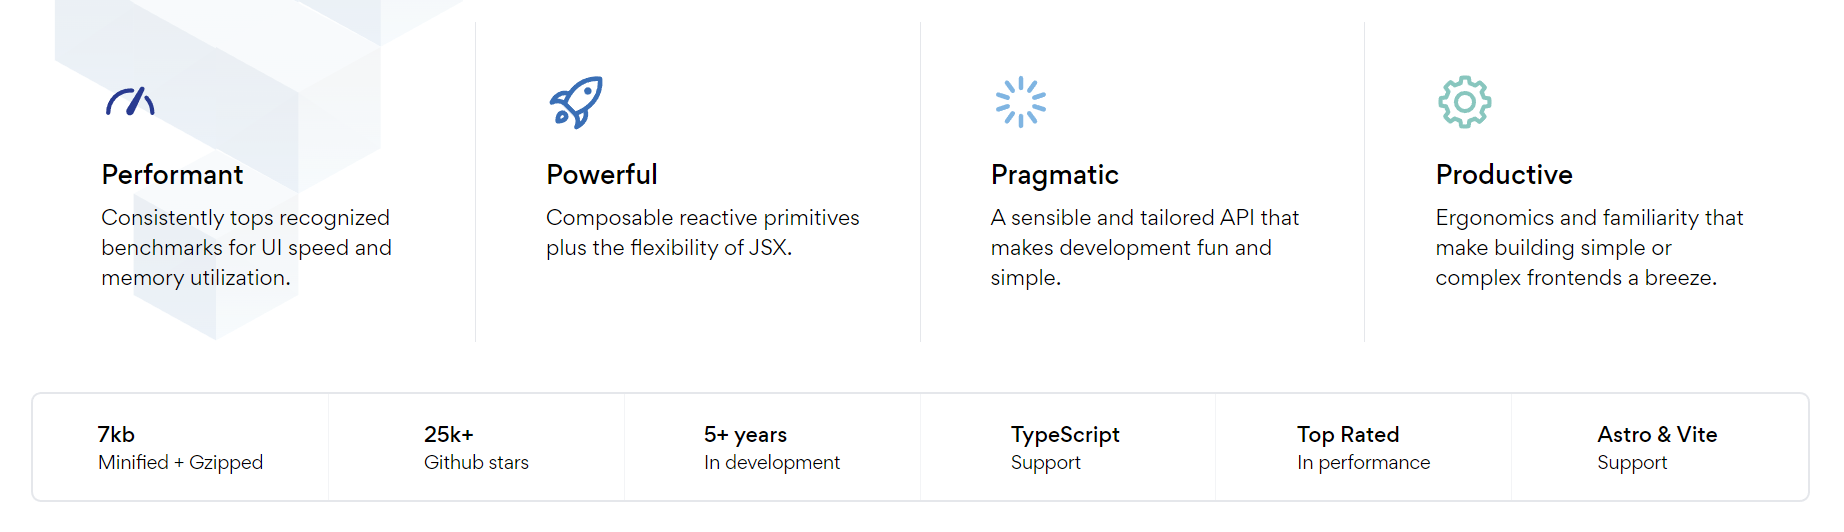 Performant
Consistently tops recognized
benchmarks for UI speed and
memory utilization.
Powerful
Composable reactive primitives
plus the flexibility of JSX.
Pragmatic
A sensible and tailored API that
makes development fun and
simple.
Productive
Ergonomics and familiarity that
make building simple or
complex frontends a breeze.
7kb
Minified + Gzipped
25k+
Github stars
5+ years
In development
TypeScript
Support
Top Rated
In performance
Astro & Vite
Support